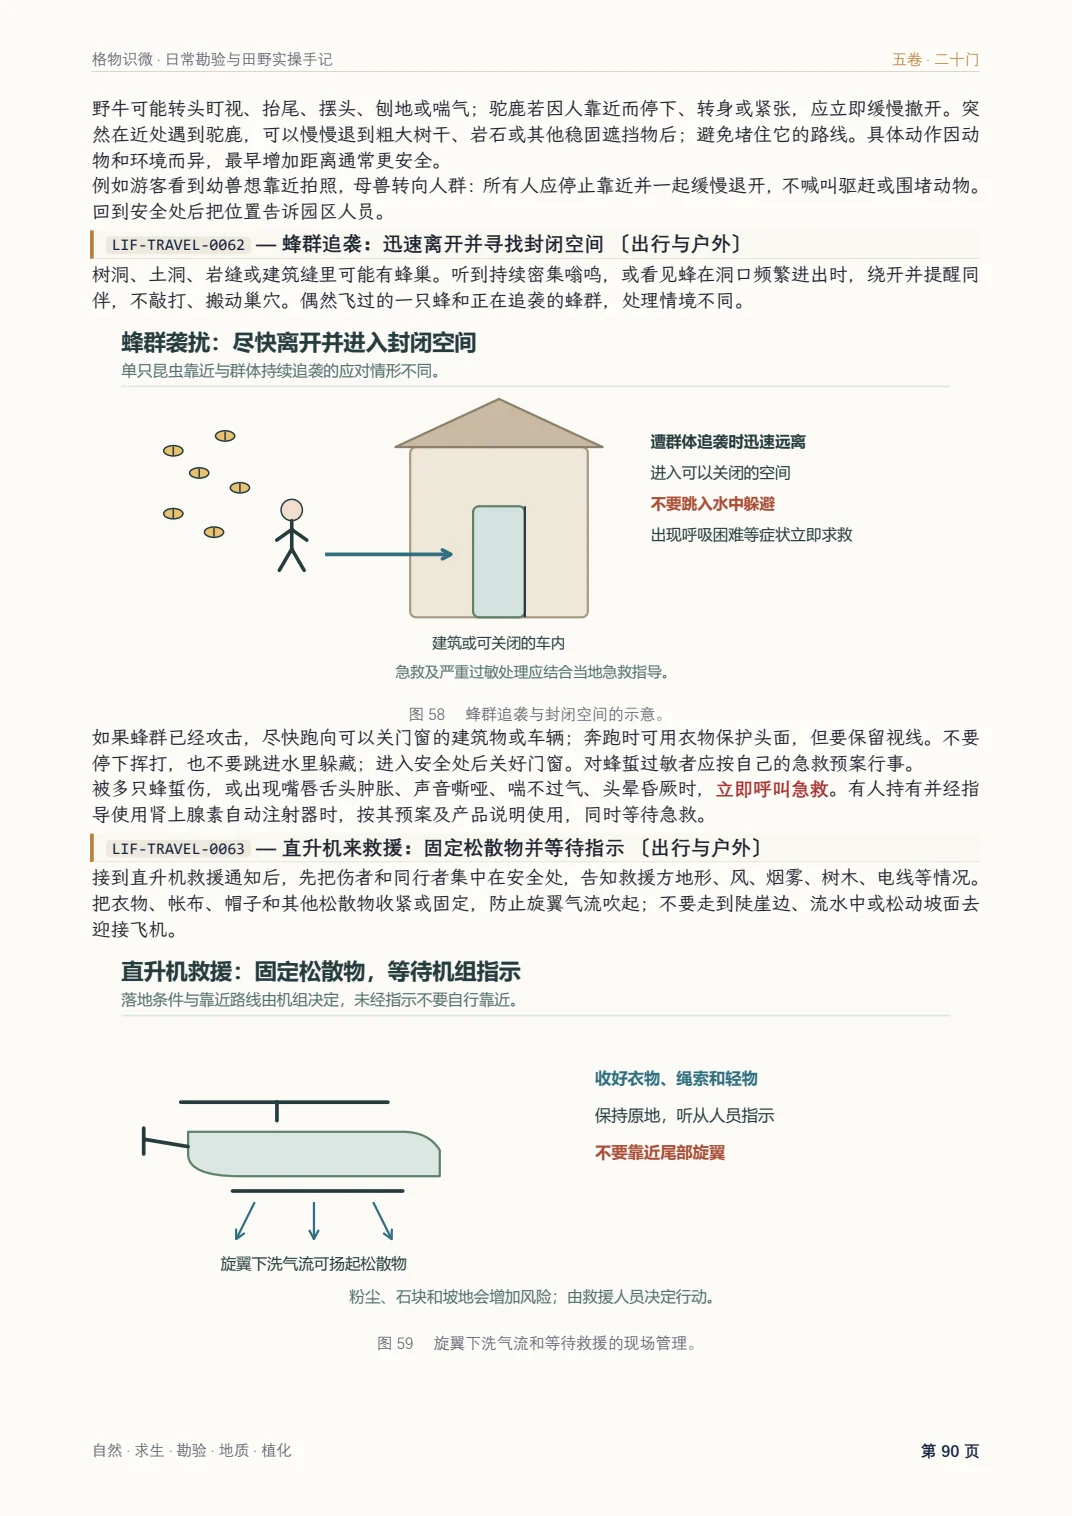 格物识微 · 日常勘验与田野实操手记
五卷 · 二十门
野牛可能转头盯视、抬尾、摆头、刨地或喘气；驼鹿若因人靠近而停下、转身或紧张，应立即缓慢撤开。突
然在近处遇到驼鹿，可以慢慢退到粗大树干、岩石或其他稳固遮挡物后；避免堵住它的路线。具体动作因动
物和环境而异，最早增加距离通常更安全。
例如游客看到幼兽想靠近拍照，母兽转向人群：所有人应停止靠近并一起缓慢退开，不喊叫驱赶或围堵动物。
回到安全处后把位置告诉园区人员。
LIF-TRAVEL-0062 — 蜂群追袭：迅速离开并寻找封闭空间 〔出行与户外〕
树洞、土洞、岩缝或建筑缝里可能有蜂巢。听到持续密集嗡鸣，或看见蜂在洞口频繁进出时，绕开并提醒同
伴，不敲打、搬动巢穴。偶然飞过的一只蜂和正在追袭的蜂群，处理情境不同。
蜂群袭扰：尽快离开并进入封闭空间
单只昆虫靠近与群体持续追袭的应对情形不同。
遭群体追袭时迅速远离
进入可以关闭的空间
不要跳入水中躲避
出现呼吸困难等症状立即求救
建筑或可关闭的车内
急救及严重过敏处理应结合当地急救指导。
图 58 蜂群追袭与封闭空间的示意。
如果蜂群已经攻击，尽快跑向可以关门窗的建筑物或车辆；奔跑时可用衣物保护头面，但要保留视线。不要
停下挥打，也不要跳进水里躲藏；进入安全处后关好门窗。对蜂蜇过敏者应按自己的急救预案行事。
被多只蜂蜇伤，或出现嘴唇舌头肿胀、声音嘶哑、喘不过气、头晕昏厥时，立即呼叫急救。有人持有并经指
导使用肾上腺素自动注射器时，按其预案及产品说明使用，同时等待急救。
LIF-TRAVEL-0063 — 直升机来救援：固定松散物并等待指示 〔出行与户外〕
接到直升机救援通知后，先把伤者和同行者集中在安全处，告知救援方地形、风、烟雾、树木、电线等情况。
把衣物、帐布、帽子和其他松散物收紧或固定，防止旋翼气流吹起；不要走到陡崖边、流水中或松动坡面去
迎接飞机。
直升机救援：固定松散物，等待机组指示
落地条件与靠近路线由机组决定，未经指示不要自行靠近。
收好衣物、绳索和轻物
保持原地，听从人员指示
不要靠近尾部旋翼
旋翼下洗气流可扬起松散物
粉尘、石块和坡地会增加风险；由救援人员决定行动。
图 59 旋翼下洗气流和等待救援的现场管理。
自然 · 求生 · 勘验 · 地质 · 植化
第 90 页